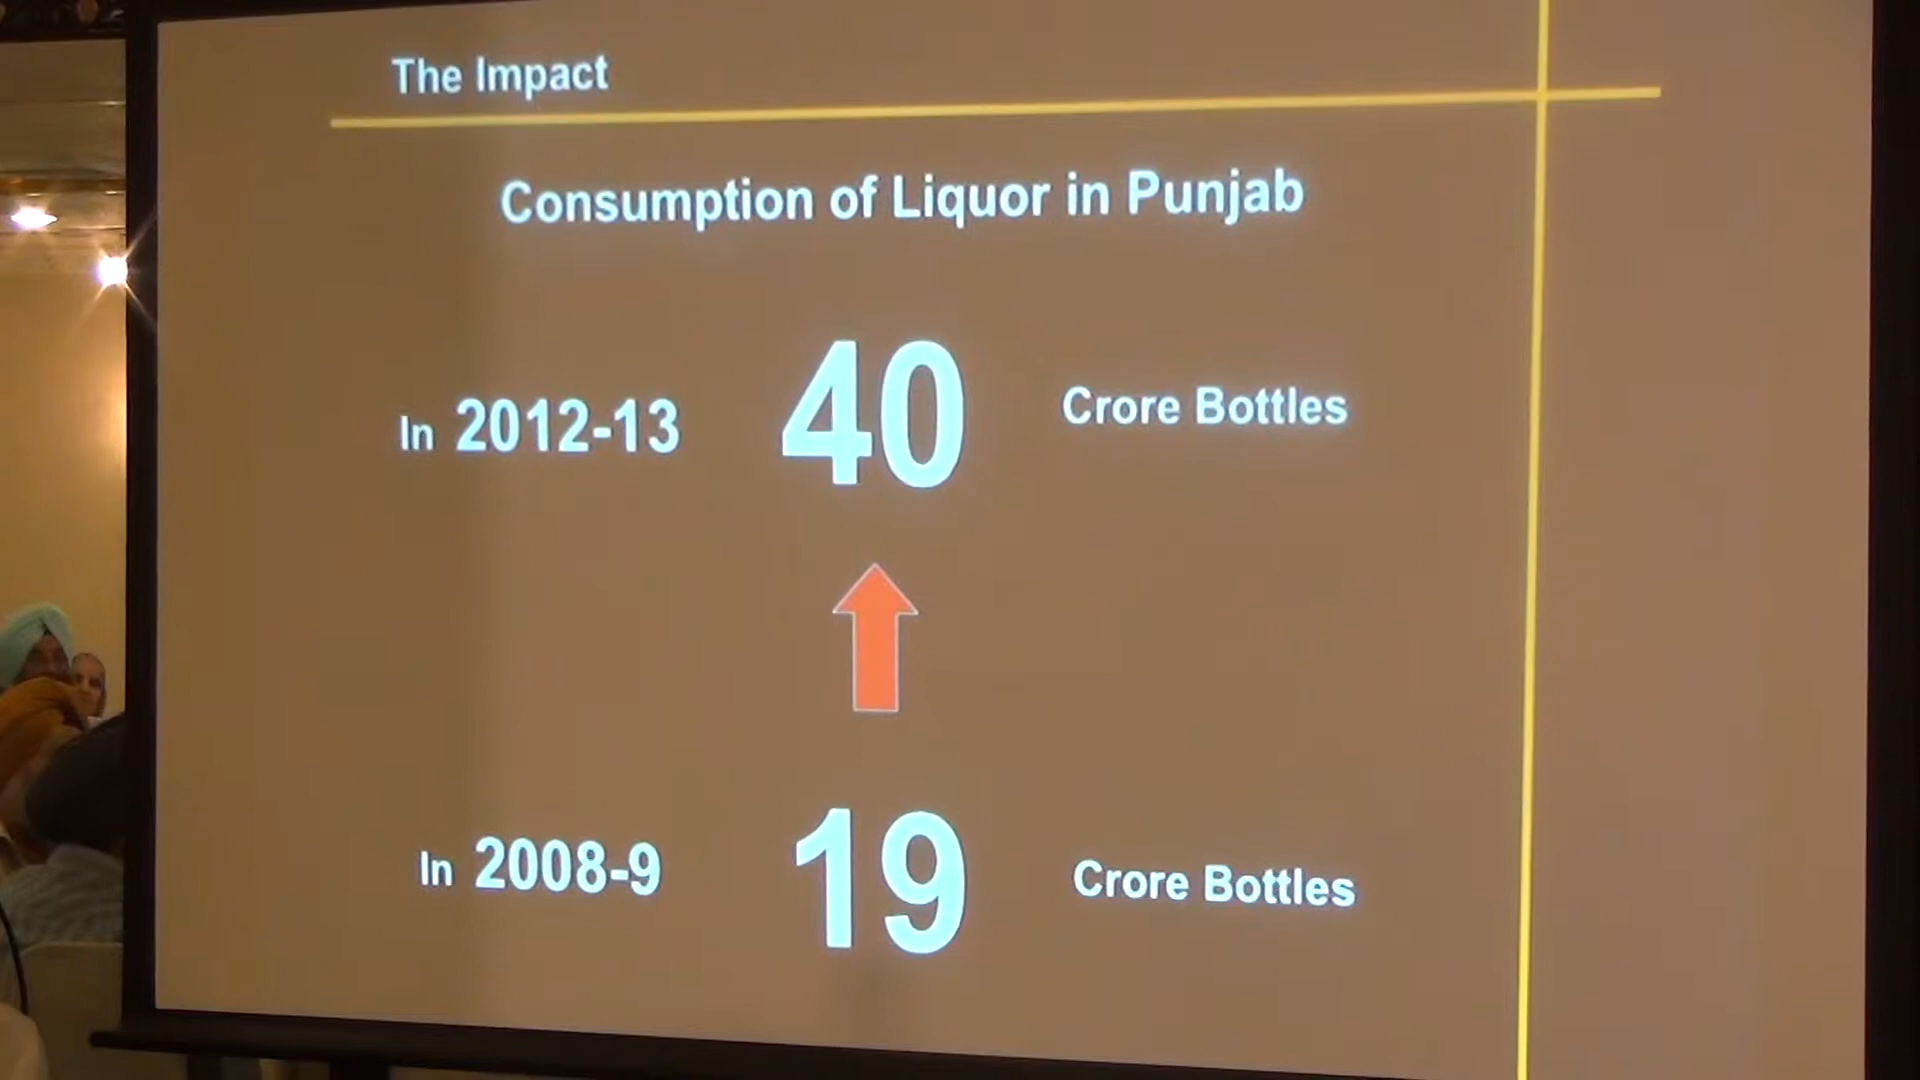 The Impact
Consumption of Liquor in Punjab
In 2012-13 40 Crore Bottles
In 2008-9 19 Crore Bottles